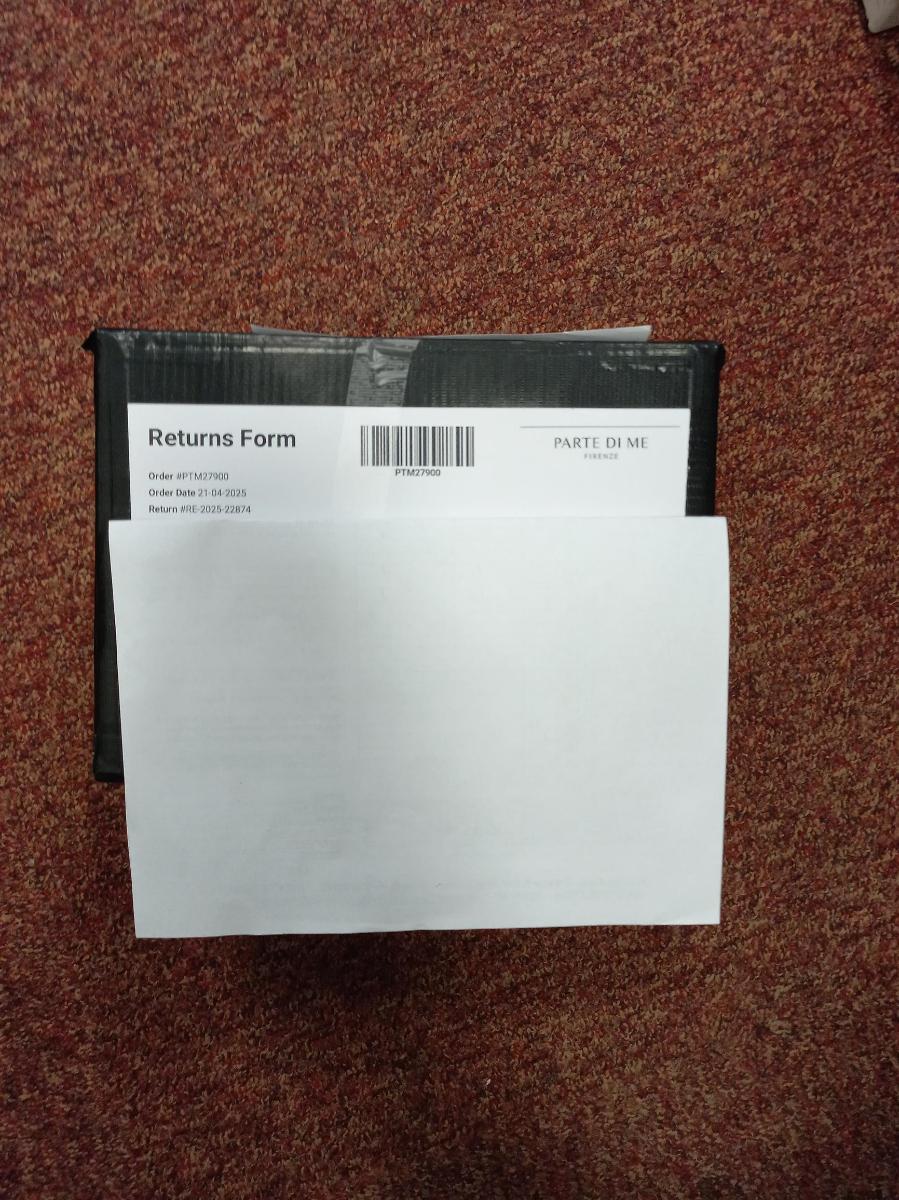 Returns Form
PTM27900
PARTE DI ME
FIRENZE
Order #PTM27900
Order Date 21-04-2025
Return #RE-2025-22874